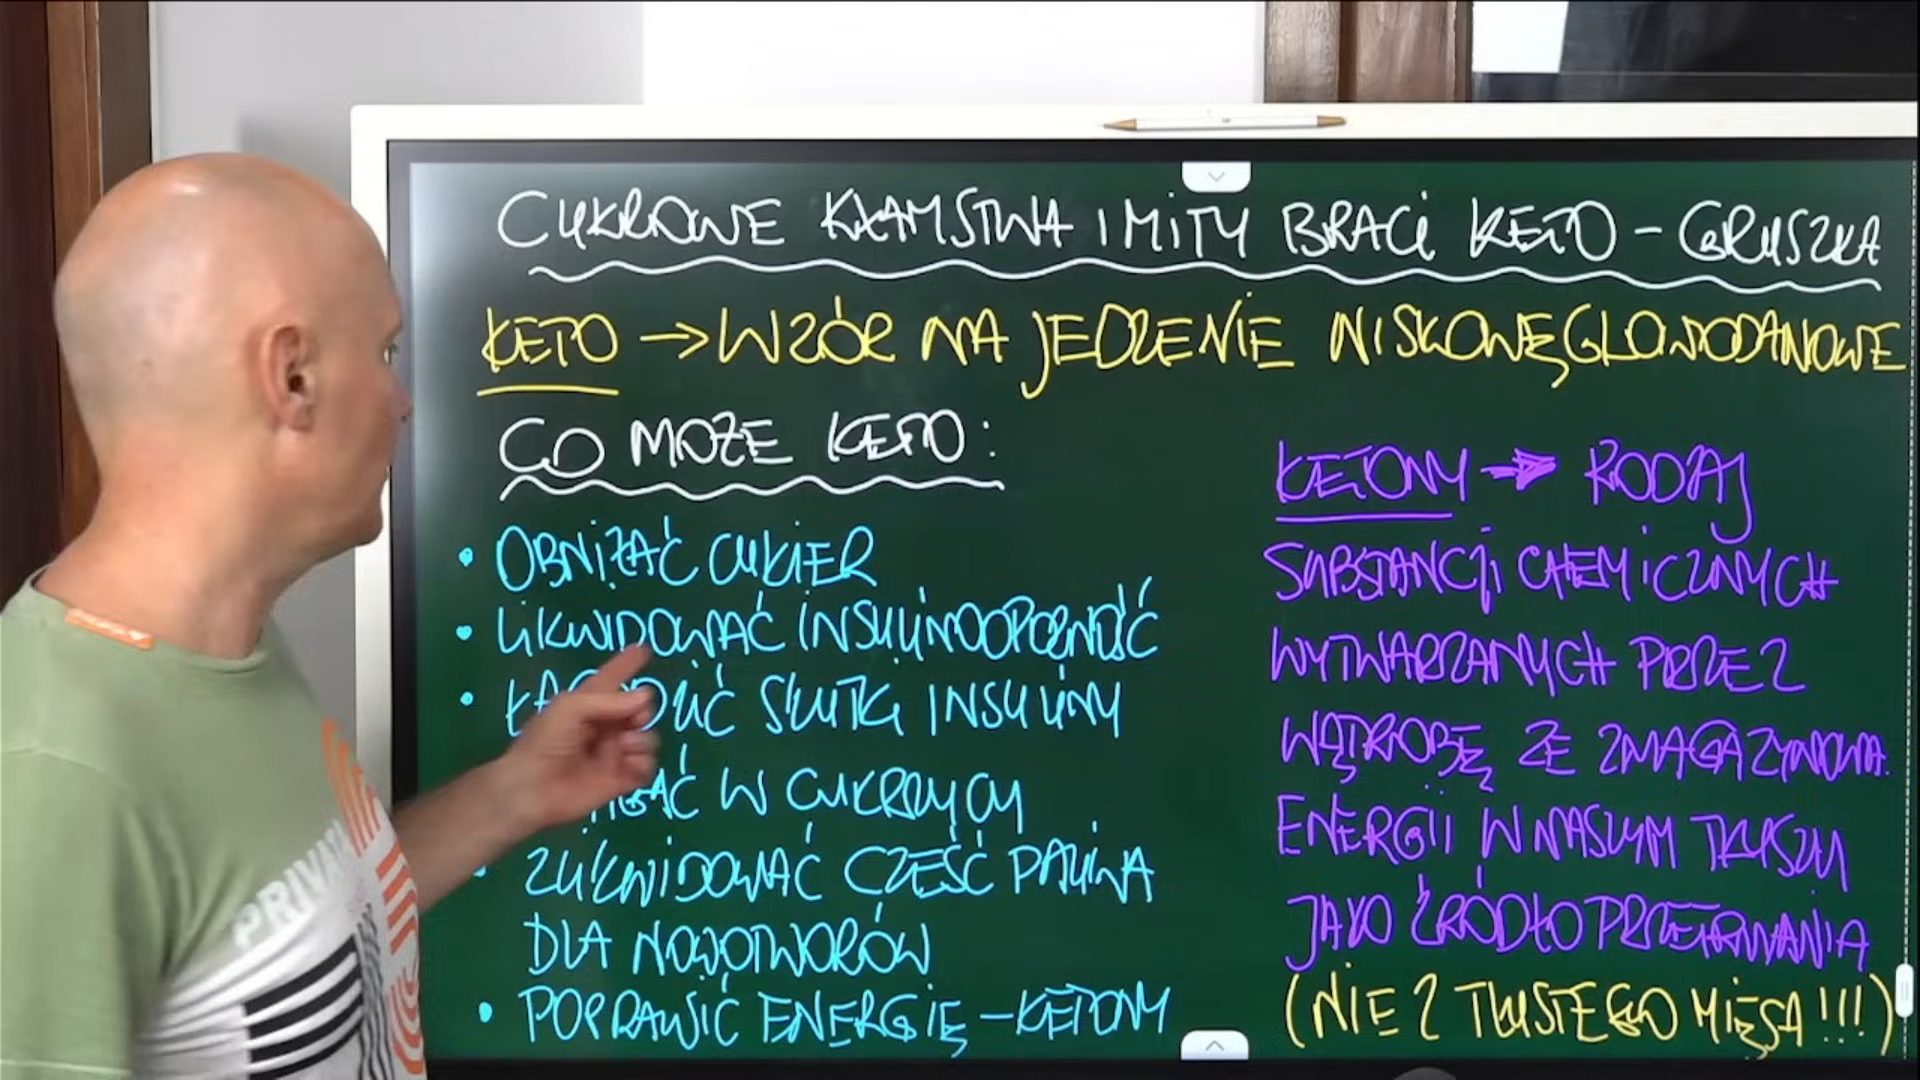 CUKROWE KŁAMSTWA I MITY BRACI KETO - GRUSZKA
KETO → WZÓR NA JEDZENIE NISKOWĘGLOWODANOWE
CO MOŻE KETO:
• OBNIŻAĆ CUKIER
• LIKWIDOWAĆ INSULINOOPORNOŚĆ
• SKUTKI INSULINY
W CUKRZYCY
• ZLIKWIDOWAĆ CZĘŚĆ PALIWA
DLA NOWOTWORÓW
• POPRAWIĆ ENERGIĘ - KETONY
KETONY → RODZAJ
SUBSTANCJI CHEMICZNYCH
WYTWARZANYCH PRZEZ
WĄTROBĘ ZE ZMAGAZYNOWA.
ENERGII W NASZYM TŁUSZCZU
JAKO ŹRÓDŁO PRZETRWANIA
(NIE Z TŁUSTEGO MIĘSA!!!)
PRIVA